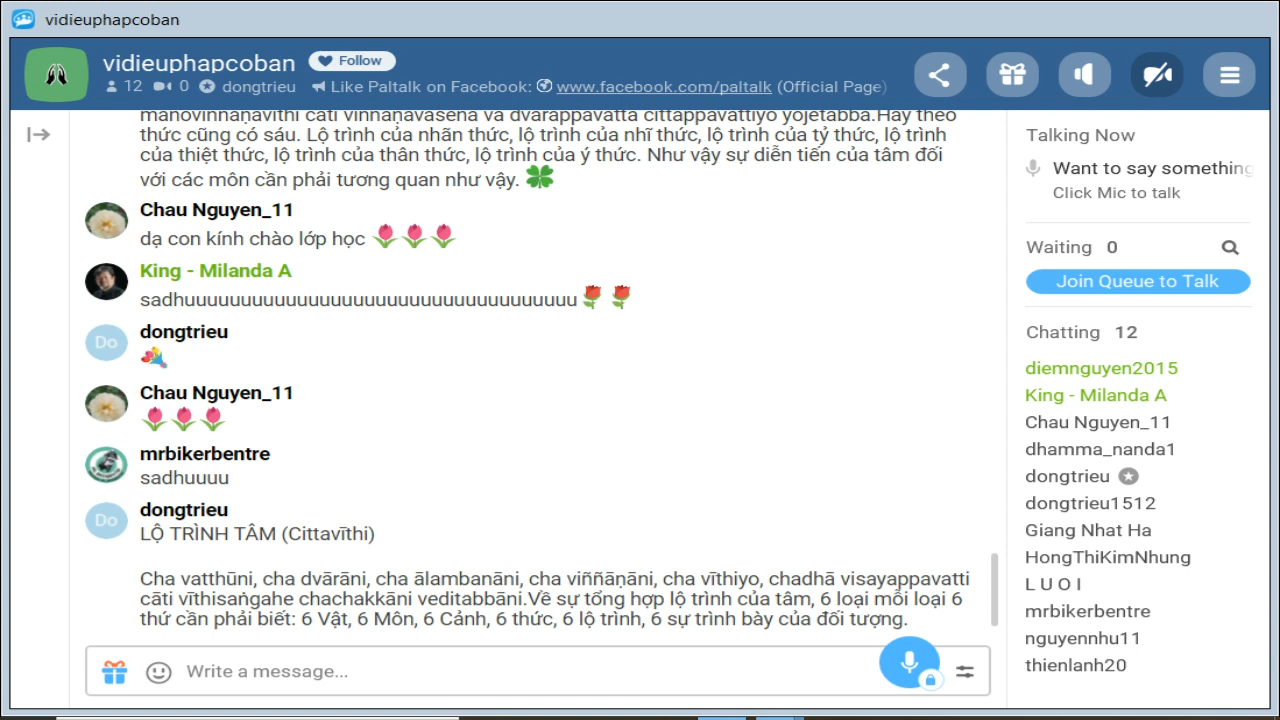 vidieuphapcoban
vidieuphapcoban
Follow
12 0 dongtrieu Like Paltalk on Facebook: www.facebook.com/paltalk (Official Page)
manoviññāṇavīthi cāti viññāṇavasena vā dvārappavattā cittappavattiyo yojetabbā.Hay theo
thức cũng có sáu. Lộ trình của nhãn thức, lộ trình của nhĩ thức, lộ trình của tỷ thức, lộ trình
của thiệt thức, lộ trình của thân thức, lộ trình của ý thức. Như vậy sự diễn tiến của tâm đối
với các môn cần phải tương quan như vậy.
Chau Nguyen_11
dạ con kính chào lớp học
King - Milanda A
sadhuuuuuuuuuuuuuuuuuuuuuuuuuuuuuuuuuuu
dongtrieu
Do
Chau Nguyen_11
mrbikerbentre
sadhuuuu
dongtrieu
Do
LỘ TRÌNH TÂM (Cittavīthi)
Cha vatthūni, cha dvārāni, cha ālambanāni, cha viññāṇāni, cha vīthiyo, chadhā visayappavatti
cāti vīthisaṅgahe chachakkāni veditabbāni.Về sự tổng hợp lộ trình của tâm, 6 loại mỗi loại 6
thứ cần phải biết: 6 Vật, 6 Môn, 6 Cảnh, 6 thức, 6 lộ trình, 6 sự trình bày của đối tượng.
Write a message...
Talking Now
Want to say something
Click Mic to talk
Waiting 0
Join Queue to Talk
Chatting 12
diemnguyen2015
King - Milanda A
Chau Nguyen_11
dhamma_nanda1
dongtrieu
dongtrieu1512
Giang Nhat Ha
HongThiKimNhung
L U O I
mrbikerbentre
nguyennhu11
thienlanh20